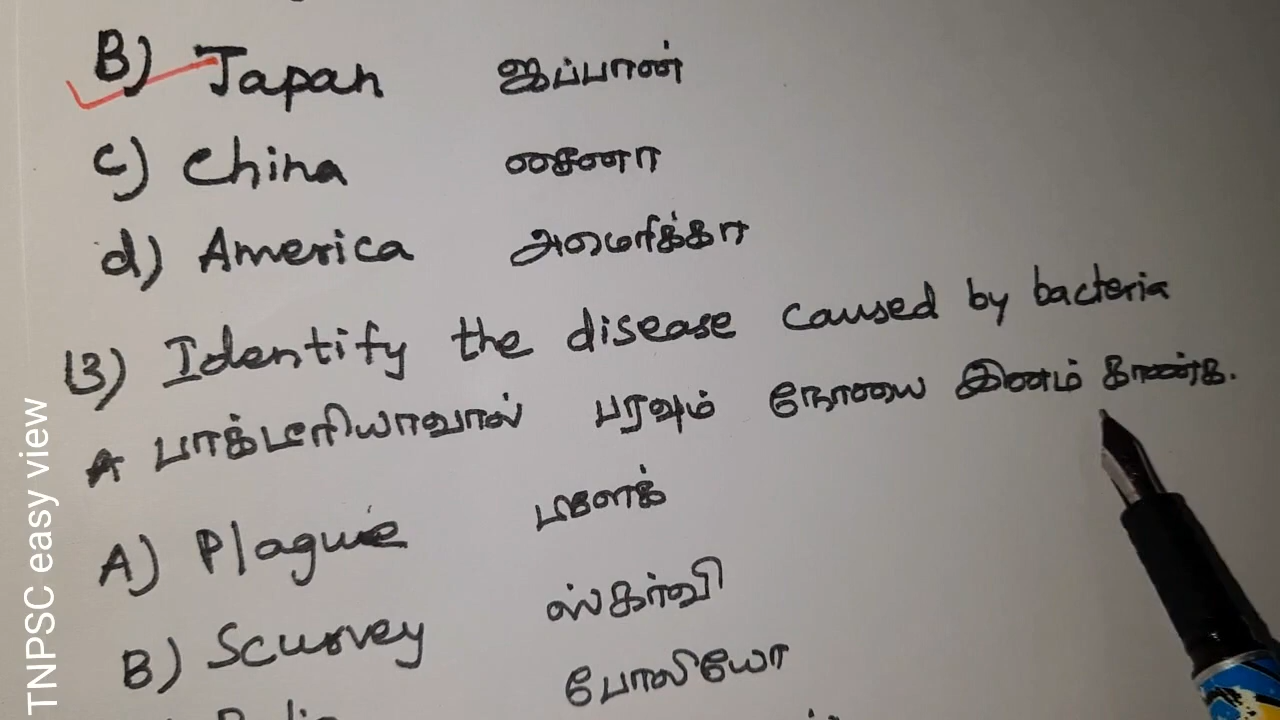 B) Japan ஜப்பான்
C) China சைனா
d) America அமெரிக்கா
13) Identify the disease caused by bacteria
பாக்டீரியாவால் பரவும் நோயை இனம் காண்க.
A) Plague பிளேக்
B) Scurvey ஸ்கர்வி
போலியோ
TNPSC easy view